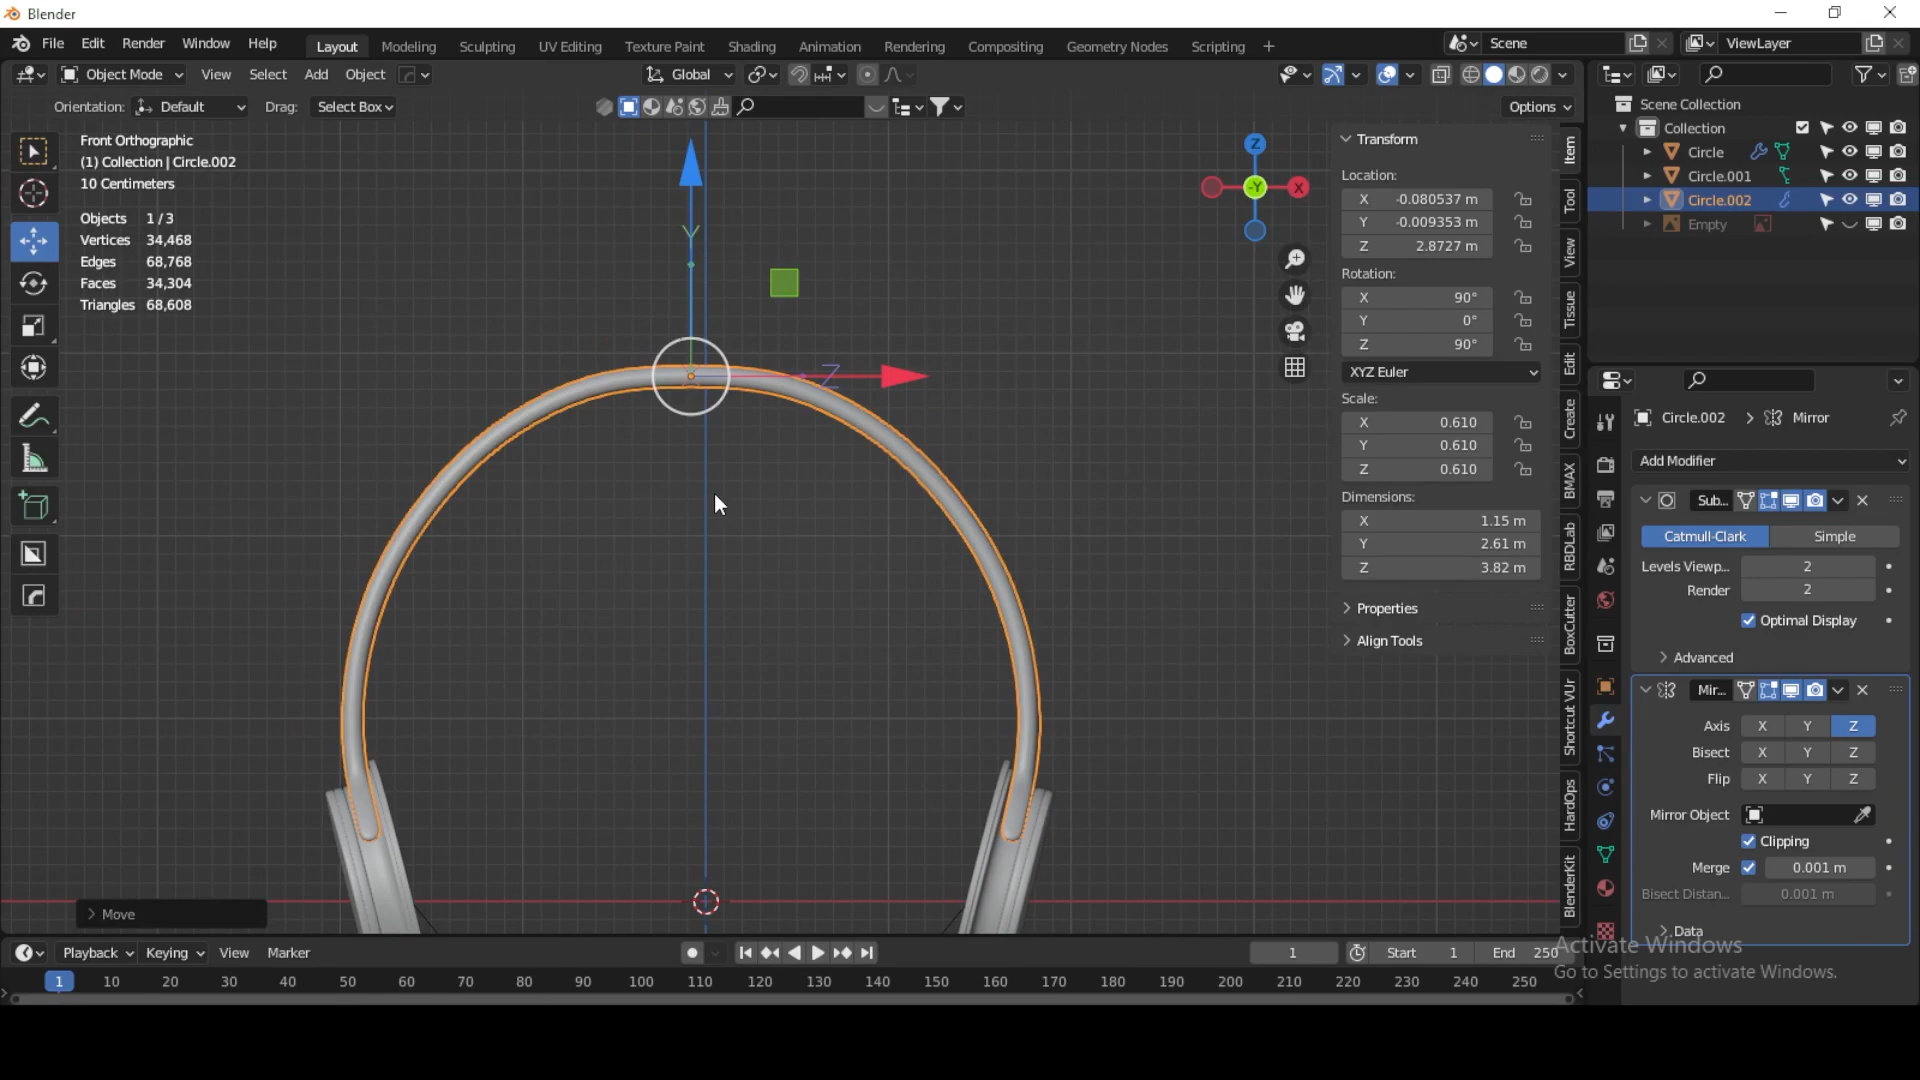 Blender
File Edit Render Window Help Layout Modeling Sculpting UV Editing Texture Paint Shading Animation Rendering Compositing Geometry Nodes Scripting + Scene ViewLayer
Object Mode View Select Add Object Global
Orientation: Default Drag: Select Box Options
Front Orthographic
(1) Collection | Circle.002
10 Centimeters
Objects 1/3
Vertices 34,468
Edges 68,768
Faces 34,304
Triangles 68,608
Y
Z
Z
-Y
X
Transform
Location:
X -0.080537 m
Y -0.009353 m
Z 2.8727 m
Rotation:
X 90°
Y 0°
Z 90°
XYZ Euler
Scale:
X 0.610
Y 0.610
Z 0.610
Dimensions:
X 1.15 m
Y 2.61 m
Z 3.82 m
Properties
Align Tools
Item
Tool
View
Tissue
Edit
Create
BMAX
RBDLab
BoxCutter
Shortcut VUr
HardOps
BlenderKit
Scene Collection
Collection
Circle
Circle.001
Circle.002
Empty
Circle.002 > Mirror
Add Modifier
Sub...
Catmull-Clark Simple
Levels Viewp... 2
Render 2
Optimal Display
Advanced
Mir...
Axis X Y Z
Bisect X Y Z
Flip X Y Z
Mirror Object
Clipping
Merge 0.001 m
Bisect Distan... 0.001 m
Data
Move
Playback Keying View Marker 1 Start 1 End 250
1 10 20 30 40 50 60 70 80 90 100 110 120 130 140 150 160 170 180 190 200 210 220 230 240 250
Activate Windows
Go to Settings to activate Windows.